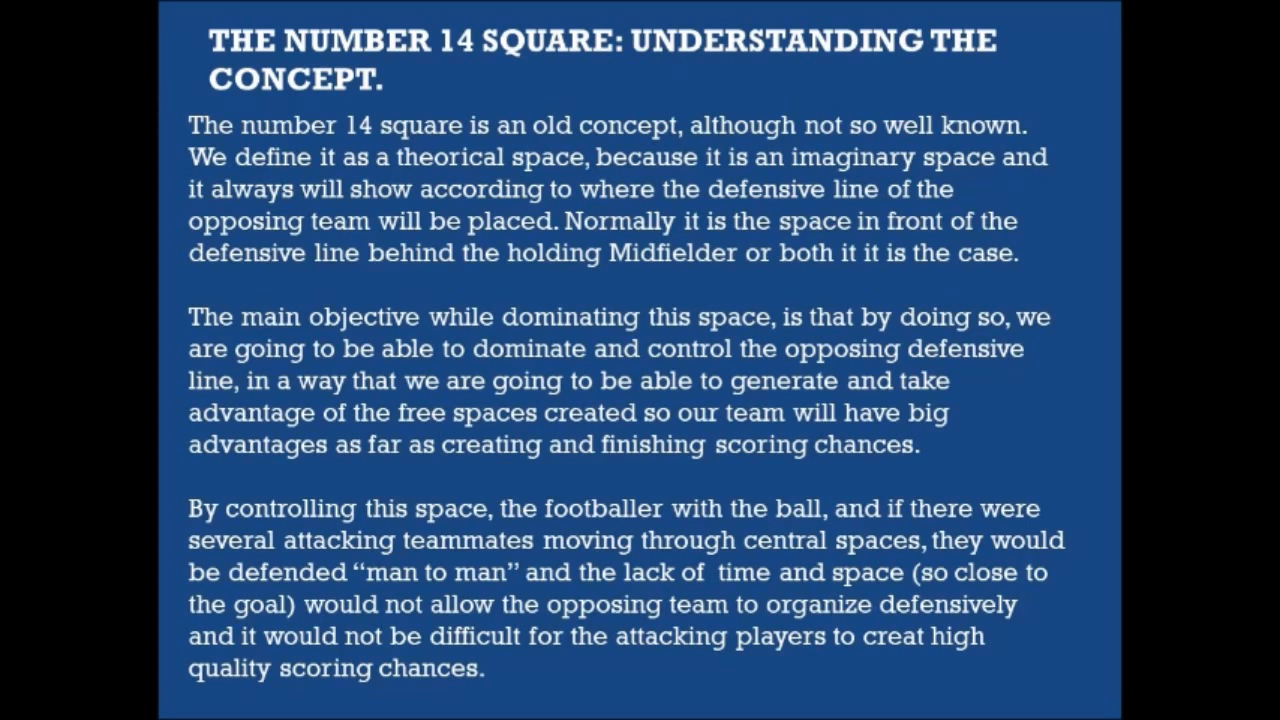 THE NUMBER 14 SQUARE: UNDERSTANDING THE
CONCEPT.
The number 14 square is an old concept, although not so well known.
We define it as a theorical space, because it is an imaginary space and
it always will show according to where the defensive line of the
opposing team will be placed. Normally it is the space in front of the
defensive line behind the holding Midfielder or both it it is the case.
The main objective while dominating this space, is that by doing so, we
are going to be able to dominate and control the opposing defensive
line, in a way that we are going to be able to generate and take
advantage of the free spaces created so our team will have big
advantages as far as creating and finishing scoring chances.
By controlling this space, the footballer with the ball, and if there were
several attacking teammates moving through central spaces, they would
be defended “man to man” and the lack of time and space (so close to
the goal) would not allow the opposing team to organize defensively
and it would not be difficult for the attacking players to creat high
quality scoring chances.